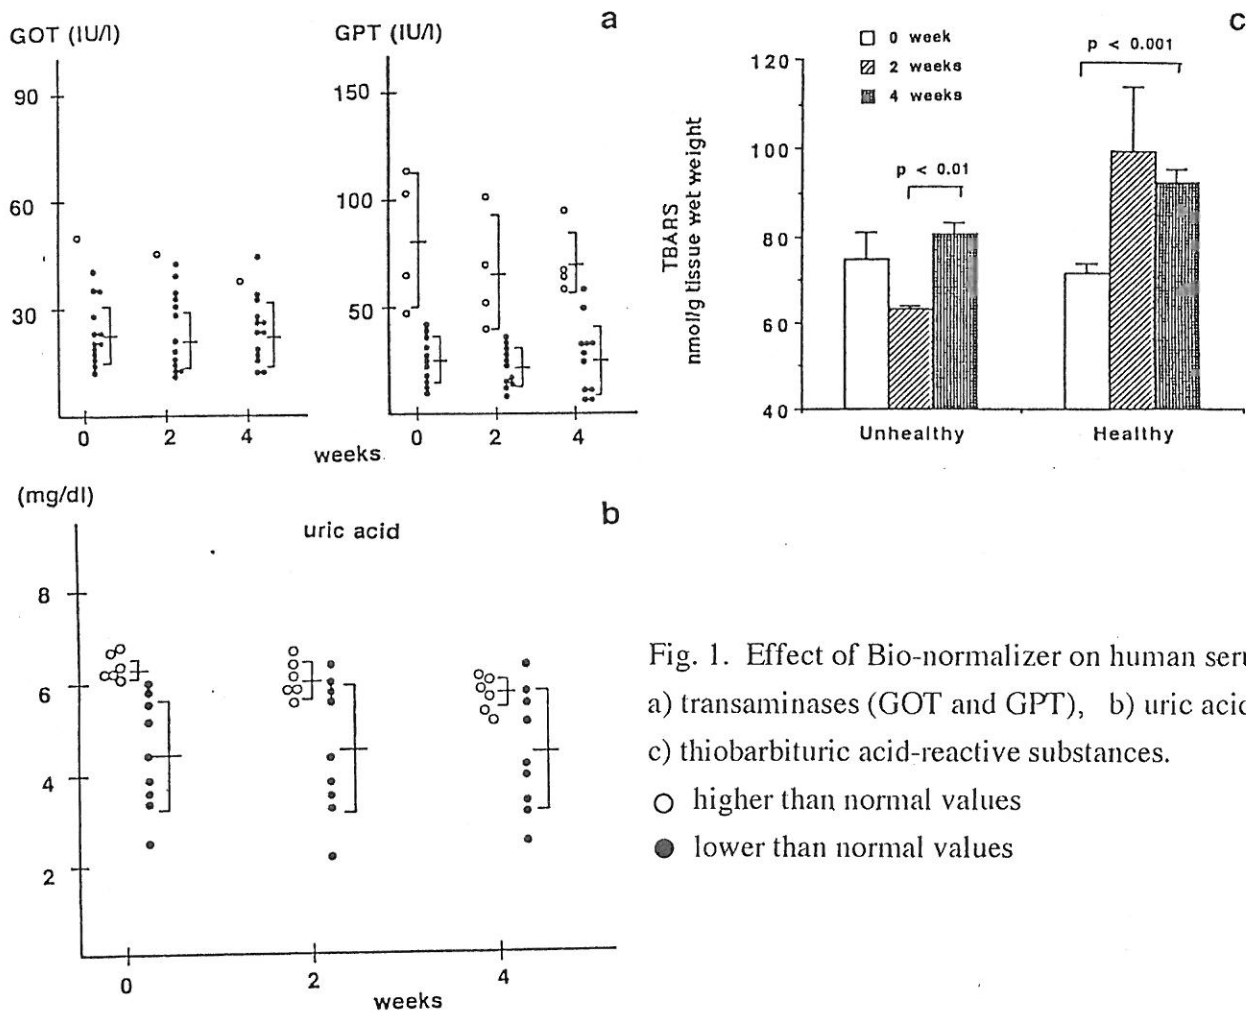 a
GOT (IU/l)
GPT (IU/l)
90
60
30
150
100
50
0 2 4
0 2 4
weeks
c
0 week
2 weeks
4 weeks
p < 0.001
p < 0.01
120
100
80
60
40
TBARS
nmol/g tissue wet weight
Unhealthy Healthy
b
(mg/dl)
uric acid
8
6
4
2
0 2 4
weeks
Fig. 1. Effect of Bio-normalizer on human
a) transaminases (GOT and GPT), b) uric acid
c) thiobarbituric acid-reactive substances.
higher than normal values
lower than normal values